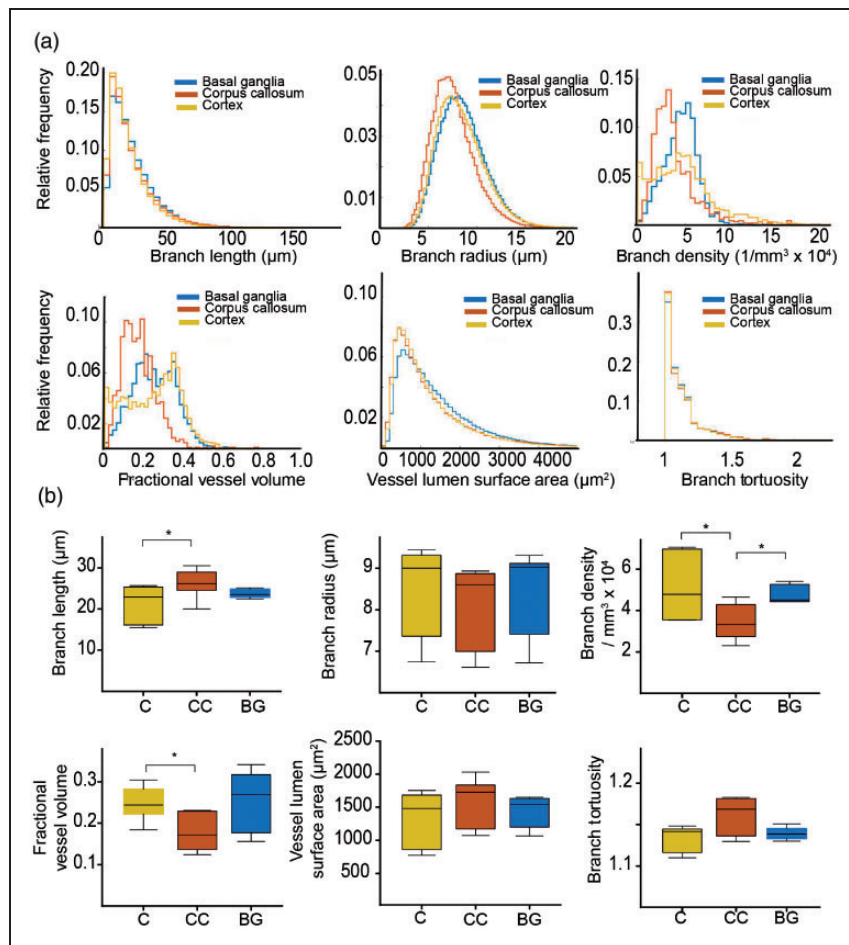 (a)
0.20
0.15
0.10
0.05
0
50
100
150
Relative frequency
Branch length (µm)
Basal ganglia
Corpus callosum
Cortex
0.05
0.03
0.01
0
5
10
15
20
Branch radius (µm)
Basal ganglia
Corpus callosum
Cortex
0.15
0.10
0.05
0
5
10
15
20
Branch density (1/mm³ x 10⁴)
Basal ganglia
Corpus callosum
Cortex
0.10
0.06
0.02
0
0.2
0.4
0.6
0.8
1.0
Relative frequency
Fractional vessel volume
Basal ganglia
Corpus callosum
Cortex
0.10
0.08
0.06
0.04
0.02
0
1000
2000
3000
4000
Vessel lumen surface area (µm²)
Basal ganglia
Corpus callosum
Cortex
0.3
0.2
0.1
1
1.5
2
Branch tortuosity
Basal ganglia
Corpus callosum
Cortex
(b)
Branch length (µm)
30
20
10
*
C CC BG
Branch radius (µm)
9
8
7
C CC BG
Branch density
/ mm³ x 10⁴
6
4
2
*
*
C CC BG
Fractional
vessel volume
0.3
0.2
0.1
*
C CC BG
Vessel lumen
surface area (µm²)
2500
2000
1500
1000
500
C CC BG
Branch tortuosity
1.2
1.1
C CC BG